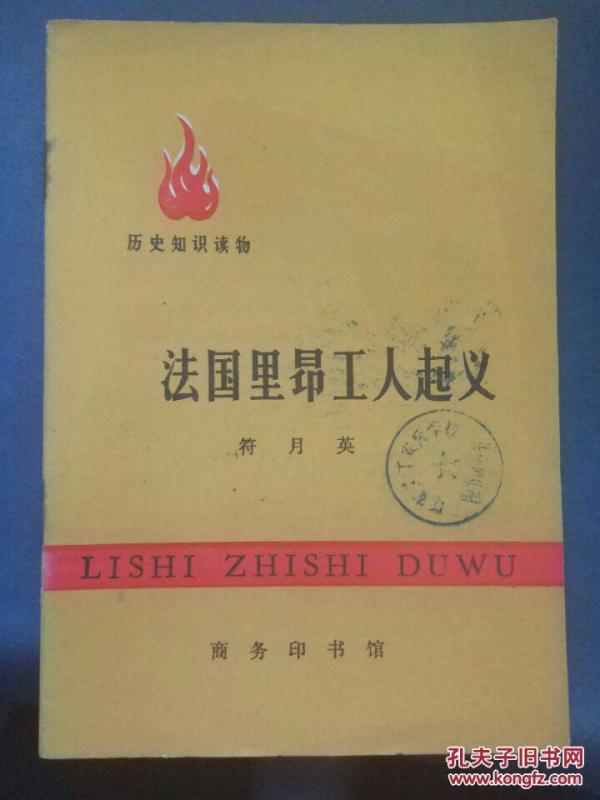 历史知识读物
法国里昂工人起义
符月英
LISHI ZHISHI DUWU
商务印书馆
孔夫子旧书网
www.kongfz.com